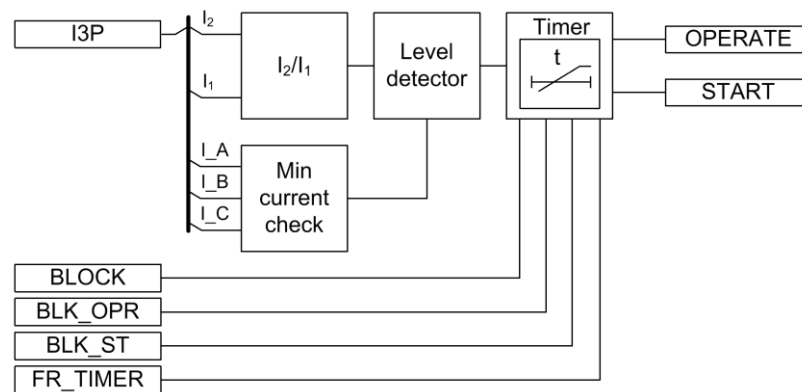 I3P
I₂
I₁
I₂/I₁
Level
detector
Timer
t
OPERATE
START
I_A
I_B
I_C
Min
current
check
BLOCK
BLK_OPR
BLK_ST
FR_TIMER